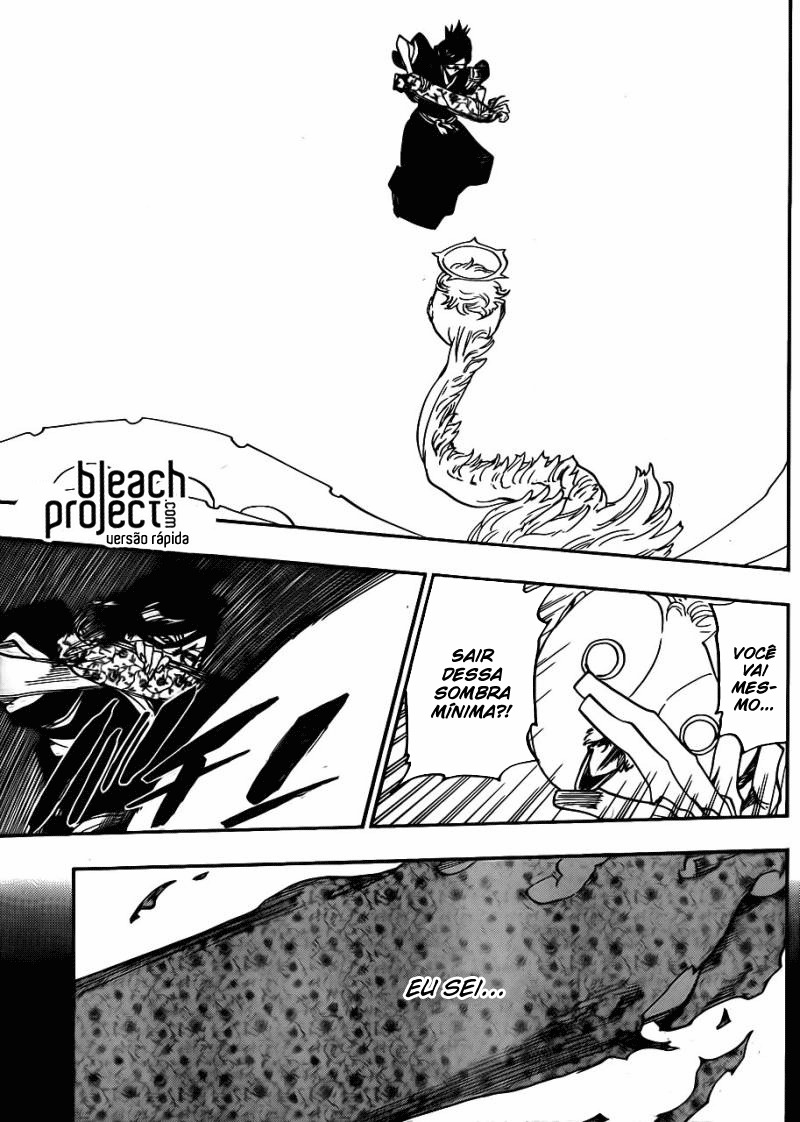 bleach
project
.com
versão rápida
VOCÊ
VAI
MES-
MO...
SAIR
DESSA
SOMBRA
MÍNIMA?!
EU SEI...